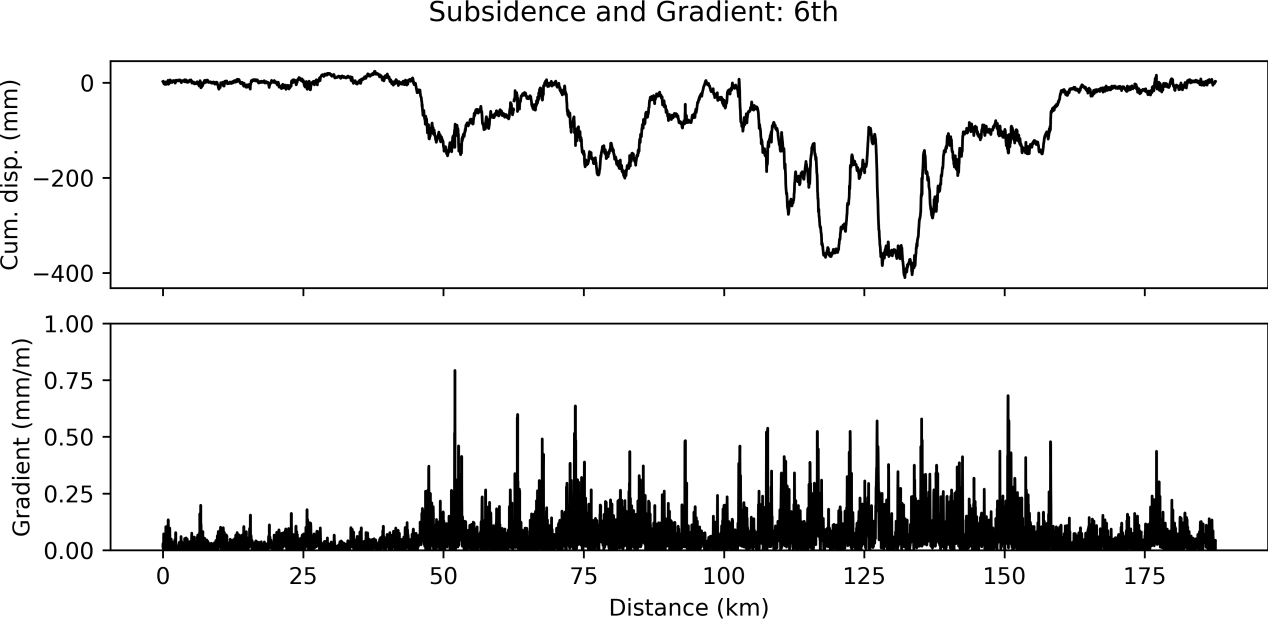 Subsidence and Gradient: 6th
Cum. disp. (mm)
0
−200
−400
Gradient (mm/m)
1.00
0.75
0.50
0.25
0.00
0 25 50 75 100 125 150 175
Distance (km)